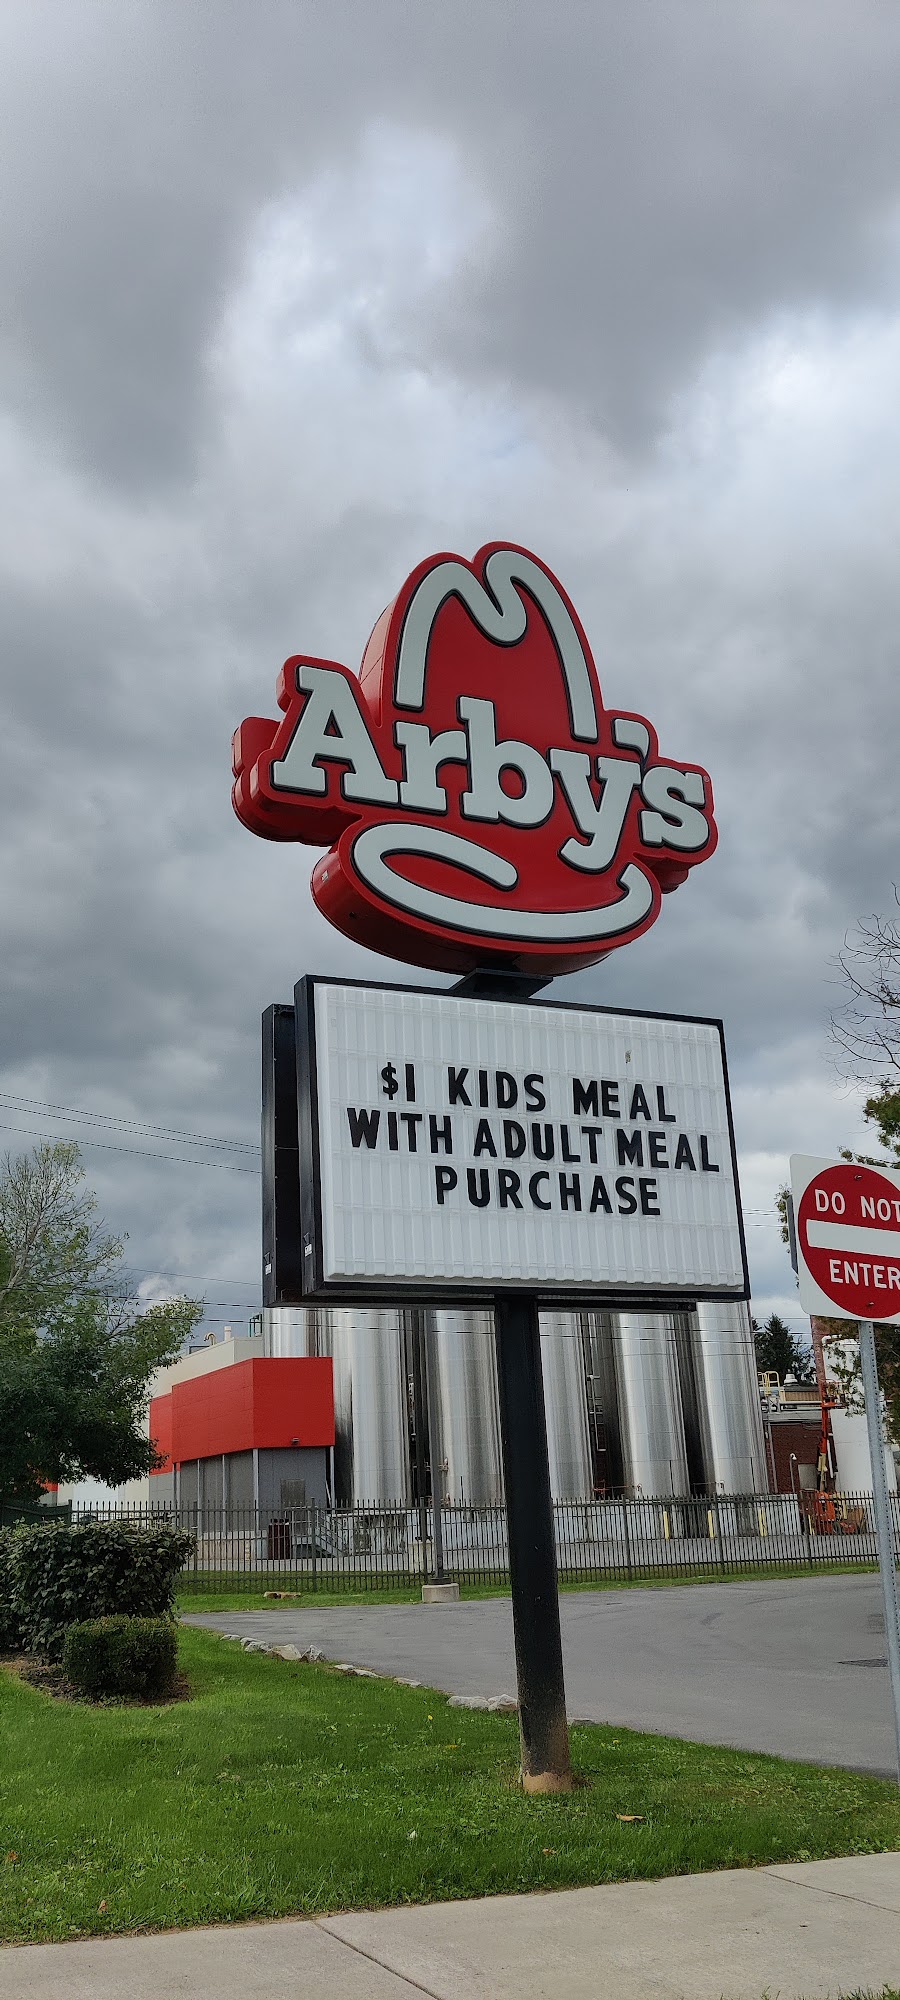 Arby's
$1 KIDS MEAL
WITH ADULT MEAL
PURCHASE
DO NOT
ENTER